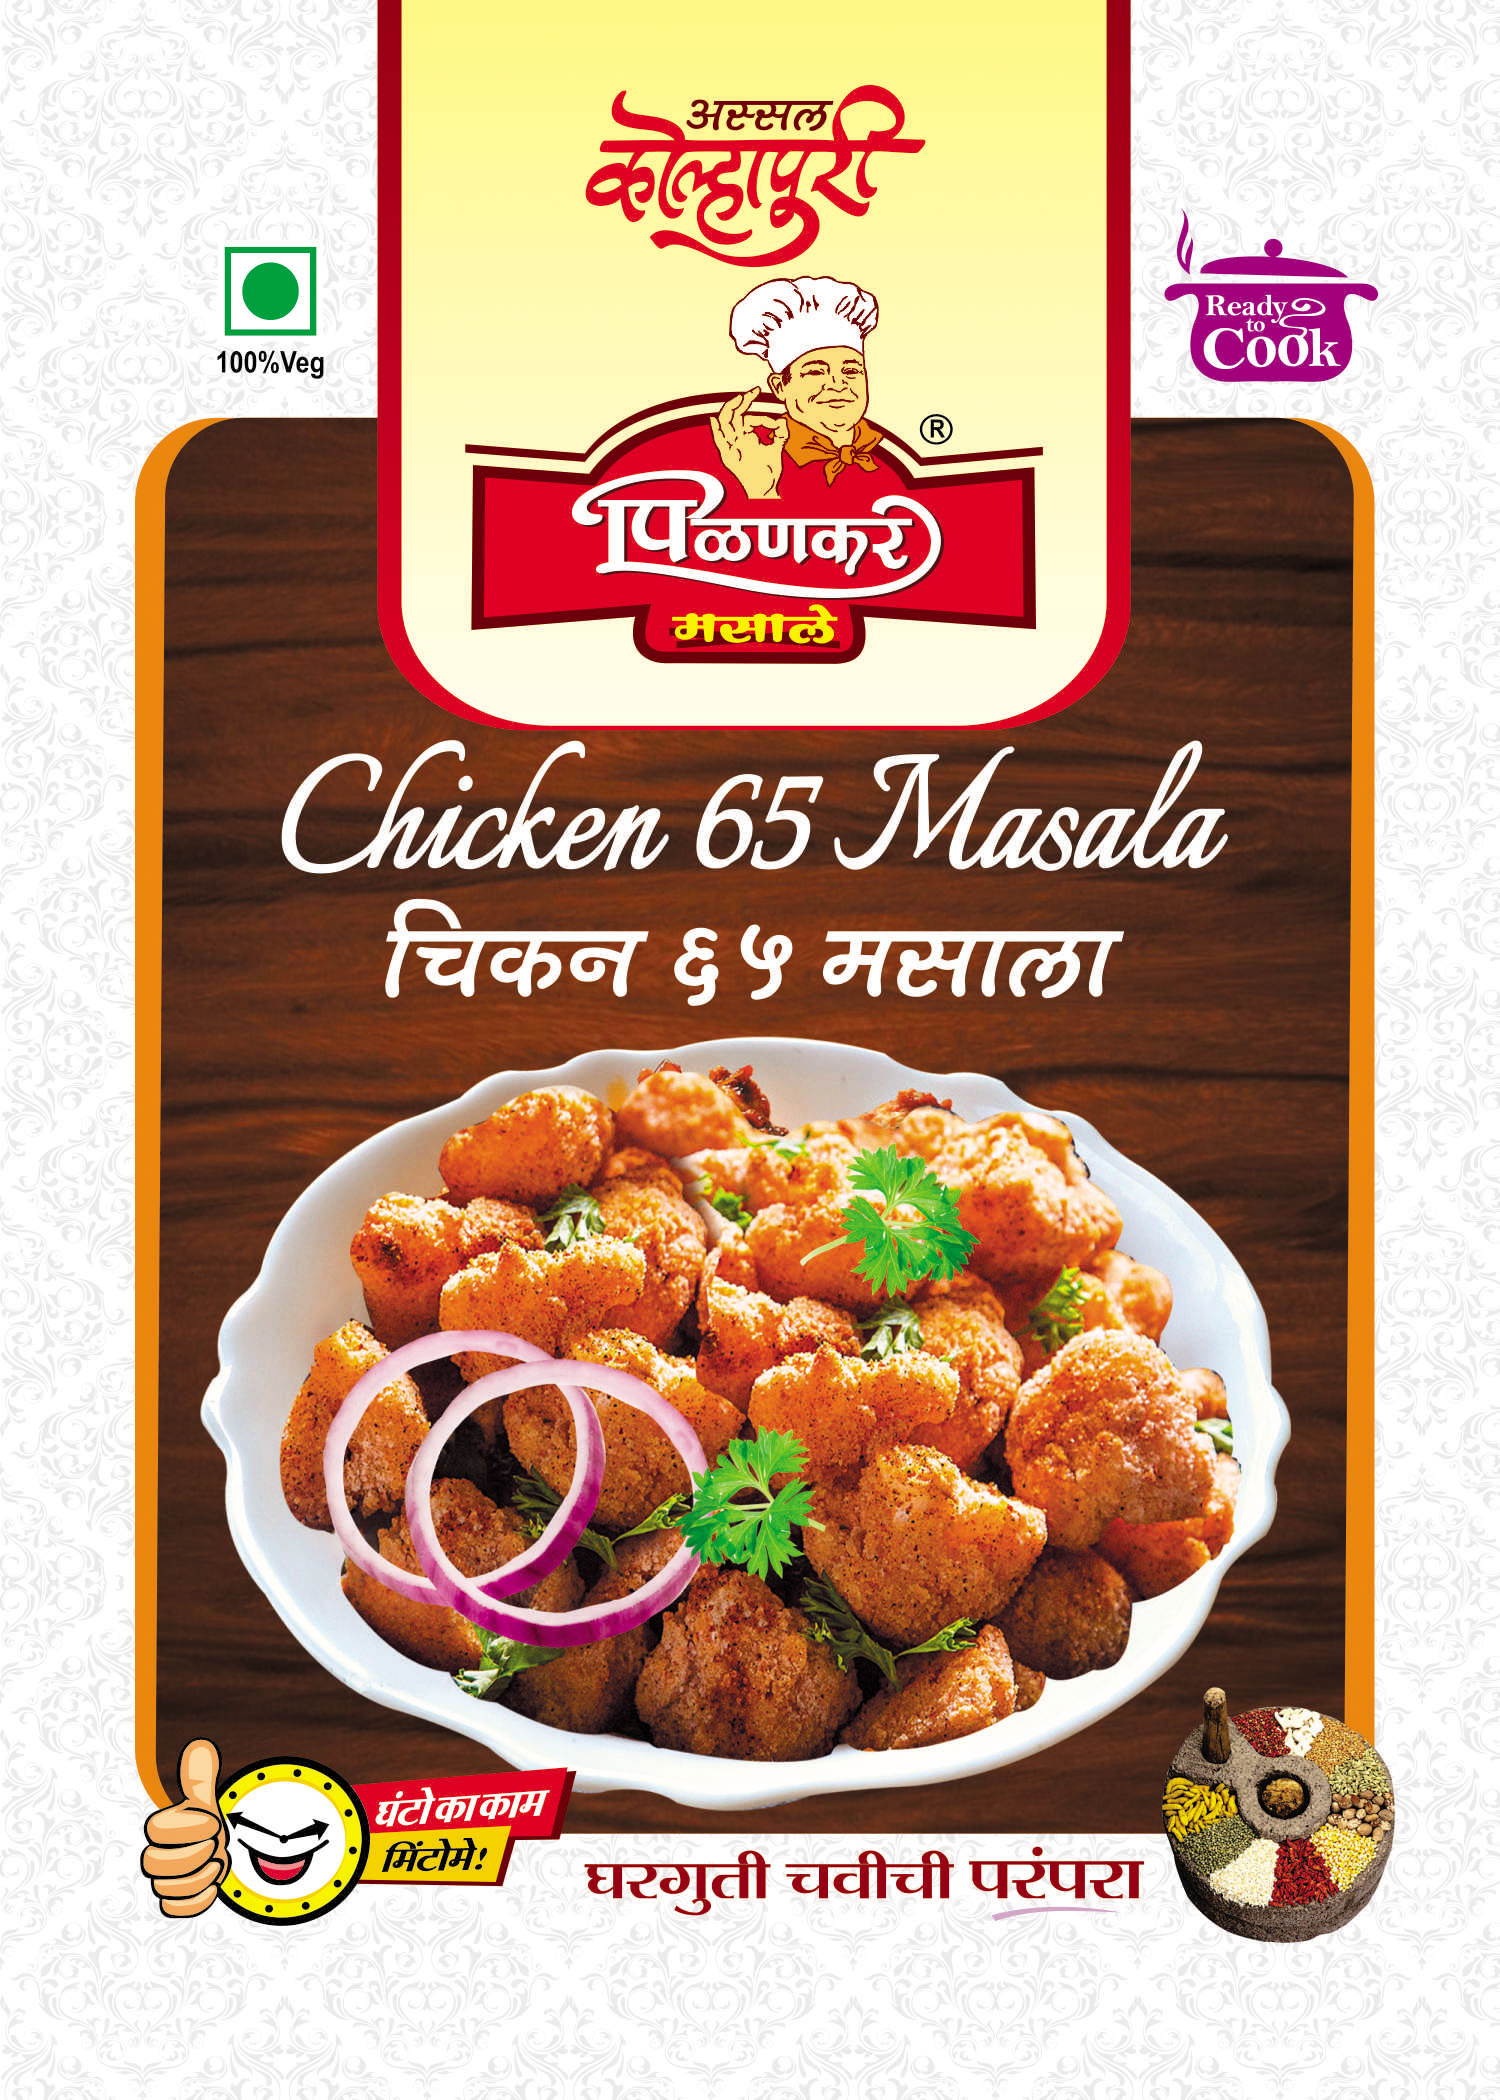 अस्सल
कोल्हापुरी
100%Veg
Ready
to
Cook
®
पिळणकर
मसाले
Chicken 65 Masala
चिकन ६५ मसाला
घंटो का काम
मिंटोमे!
घरगुती चवीची परंपरा